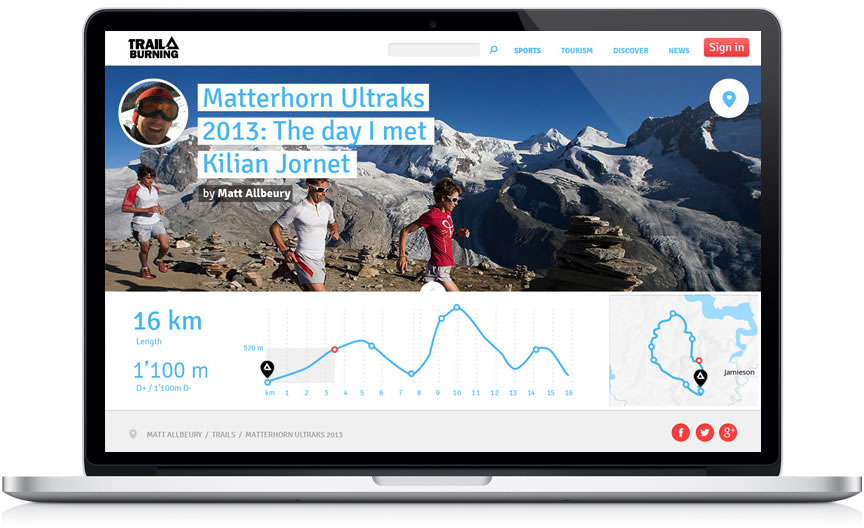 TRAIL
BURNING
SPORTS TOURISM DISCOVER NEWS Sign in
Matterhorn Ultraks
2013: The day I met
Kilian Jornet
by Matt Allbeury
16 km
Length
1'100 m
D+ / 1'100m D-
520 m
km 1 2 3 4 5 6 7 8 9 10 11 12 13 14 15 16
Jamieson
MATT ALLBEURY / TRAILS / MATTERHORN ULTRAKS 2013
f g+